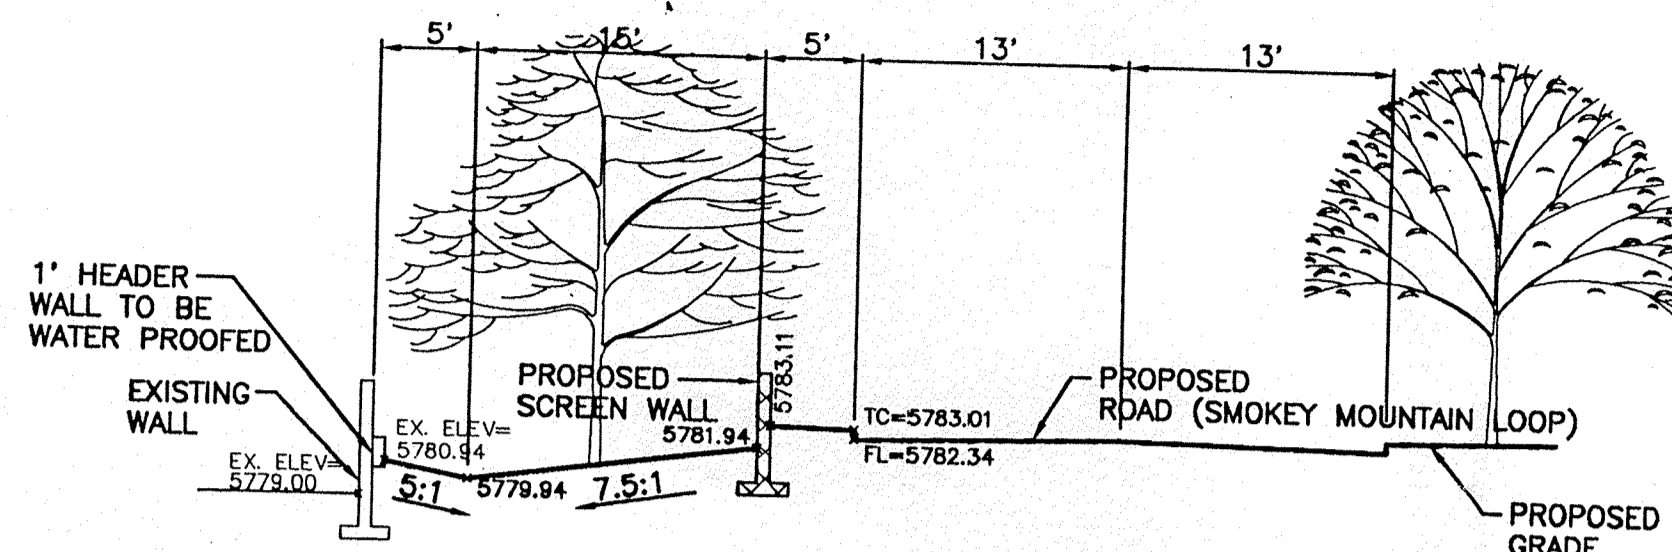 5'
15'
5'
13'
13'
1' HEADER
WALL TO BE
WATER PROOFED
EXISTING
WALL
EX. ELEV=
5779.00
EX. ELEV=
5780.94
5:1
5779.94
7.5:1
PROPOSED
SCREEN WALL
5781.94
5783.11
TC=5783.01
FL=5782.34
PROPOSED
ROAD (SMOKEY MOUNTAIN LOOP)
PROPOSED
GRADE